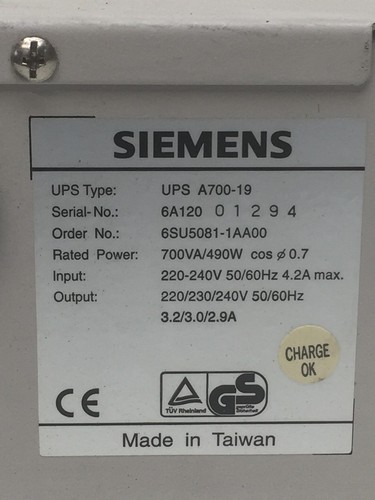 SIEMENS
UPS Type: UPS A700-19
Serial-No.: 6A120 01294
Order No.: 6SU5081-1AA00
Rated Power: 700VA/490W cos ø 0.7
Input: 220-240V 50/60Hz 4.2A max.
Output: 220/230/240V 50/60Hz
3.2/3.0/2.9A
CHARGE
OK
CE
TÜV Rheinland
GS
geprüfte
Sicherheit
Made in Taiwan